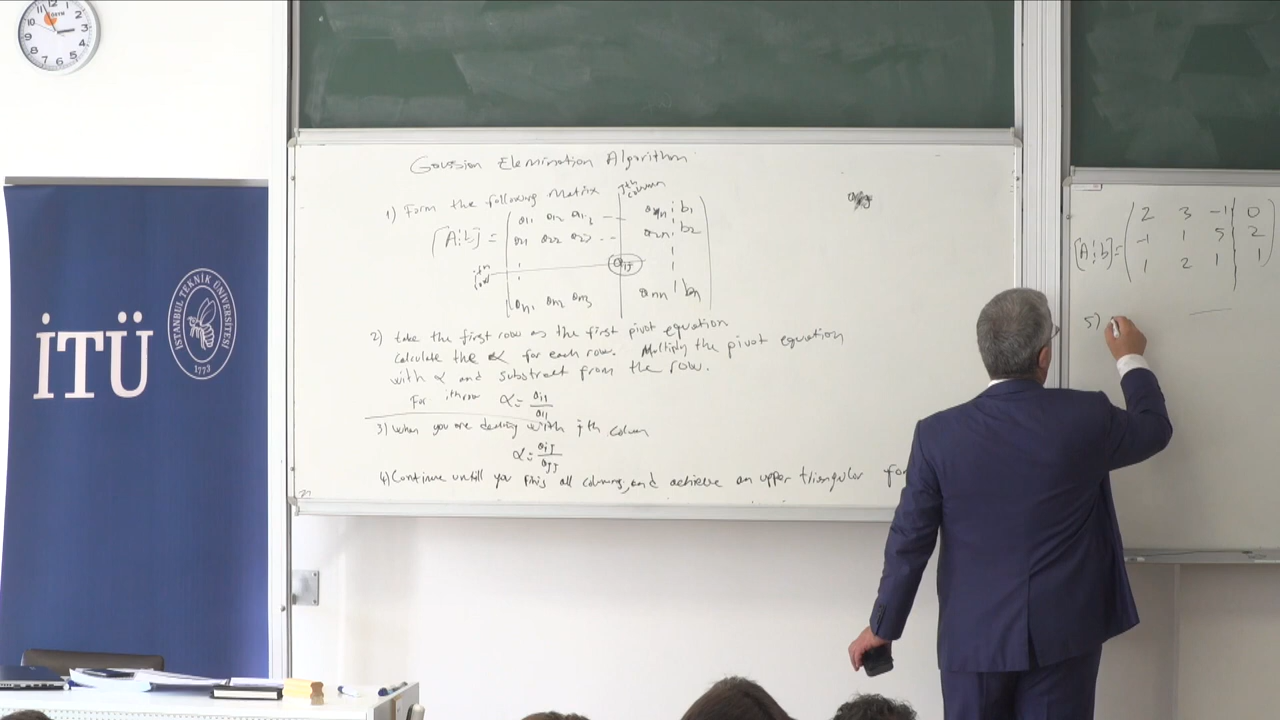 İTÜ
İSTANBUL TEKNİK ÜNİVERSİTESİ
1773
Goussion Elemination Algorithm
1) Form the following Matrix
jth column
[A¦b] =
a11 a12 a13 -- a1n ¦ b1
a21 a22 a23 -- a2n ¦ b2
ith row
aij
an1 an2 an3 ann ¦ bn
2) take the first row as the first pivot equation
calculate the α for each row. Multiply the pivot equation
with α and substract from the row.
For ith row α = ai1/a11
3) when you are dealing with jth column
α = aij/ajj
4) Continue untill you all columns, and achieve an upper triangular for
[A¦b] =
2 3 -1 0
-1 1 5 2
1 2 1 1
5)